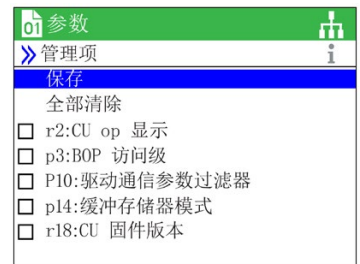 01 参数
管理项
保存
全部清除
r2:CU op 显示
p3:BOP 访问级
P10:驱动通信参数过滤器
p14:缓冲存储器模式
r18:CU 固件版本